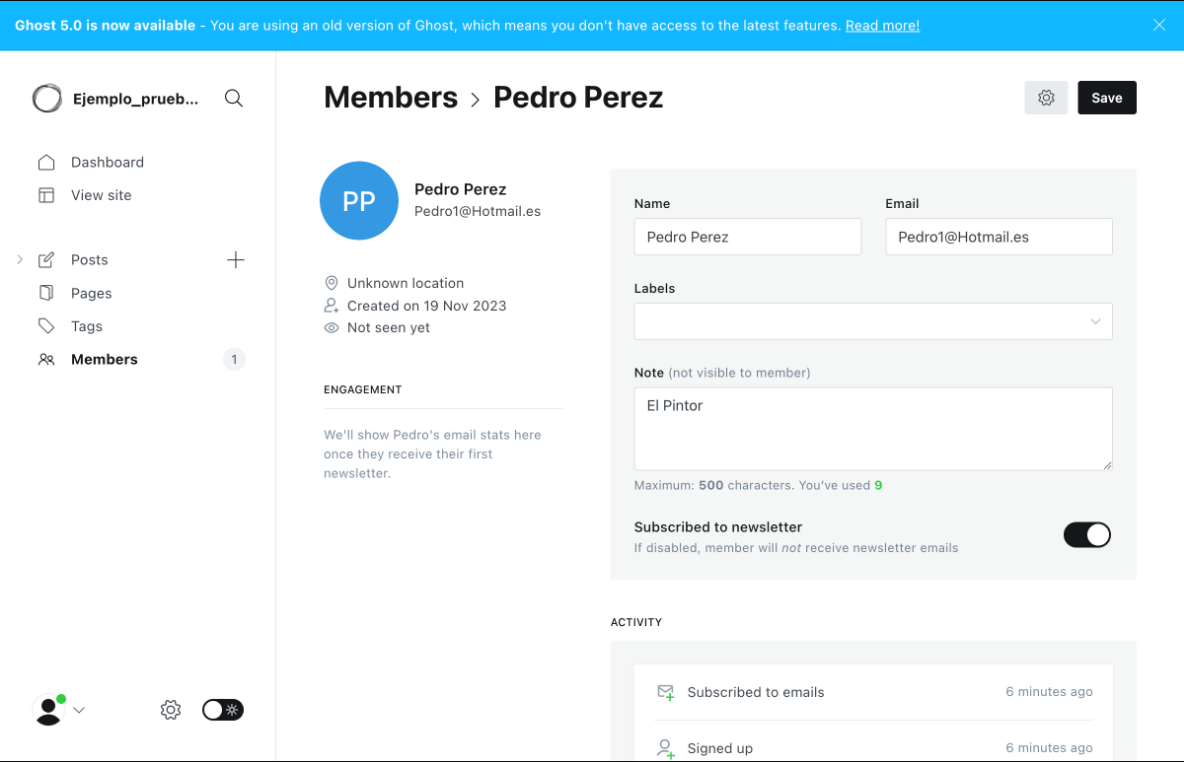 Ghost 5.0 is now available - You are using an old version of Ghost, which means you don't have access to the latest features. Read more!
Ejemplo_prueb...
Dashboard
View site
Posts
Pages
Tags
Members 1
Members > Pedro Perez
Save
PP
Pedro Perez
Pedro1@Hotmail.es
Unknown location
Created on 19 Nov 2023
Not seen yet
ENGAGEMENT
We'll show Pedro's email stats here
once they receive their first
newsletter.
Name
Pedro Perez
Email
Pedro1@Hotmail.es
Labels
Note (not visible to member)
El Pintor
Maximum: 500 characters. You've used 9
Subscribed to newsletter
If disabled, member will not receive newsletter emails
ACTIVITY
Subscribed to emails 6 minutes ago
Signed up 6 minutes ago